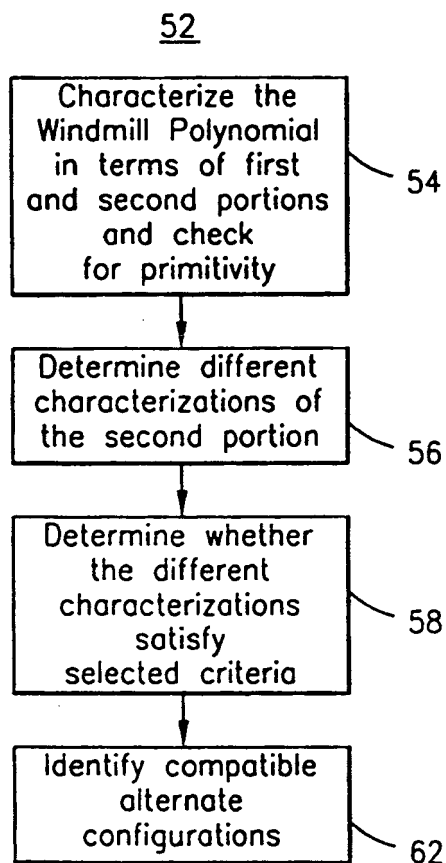 52
Characterize the
Windmill Polynomial
in terms of first
and second portions
and check
for primitivity
54
Determine different
characterizations of
the second portion
56
Determine whether
the different
characterizations
satisfy
selected criteria
58
Identify compatible
alternate
configurations
62